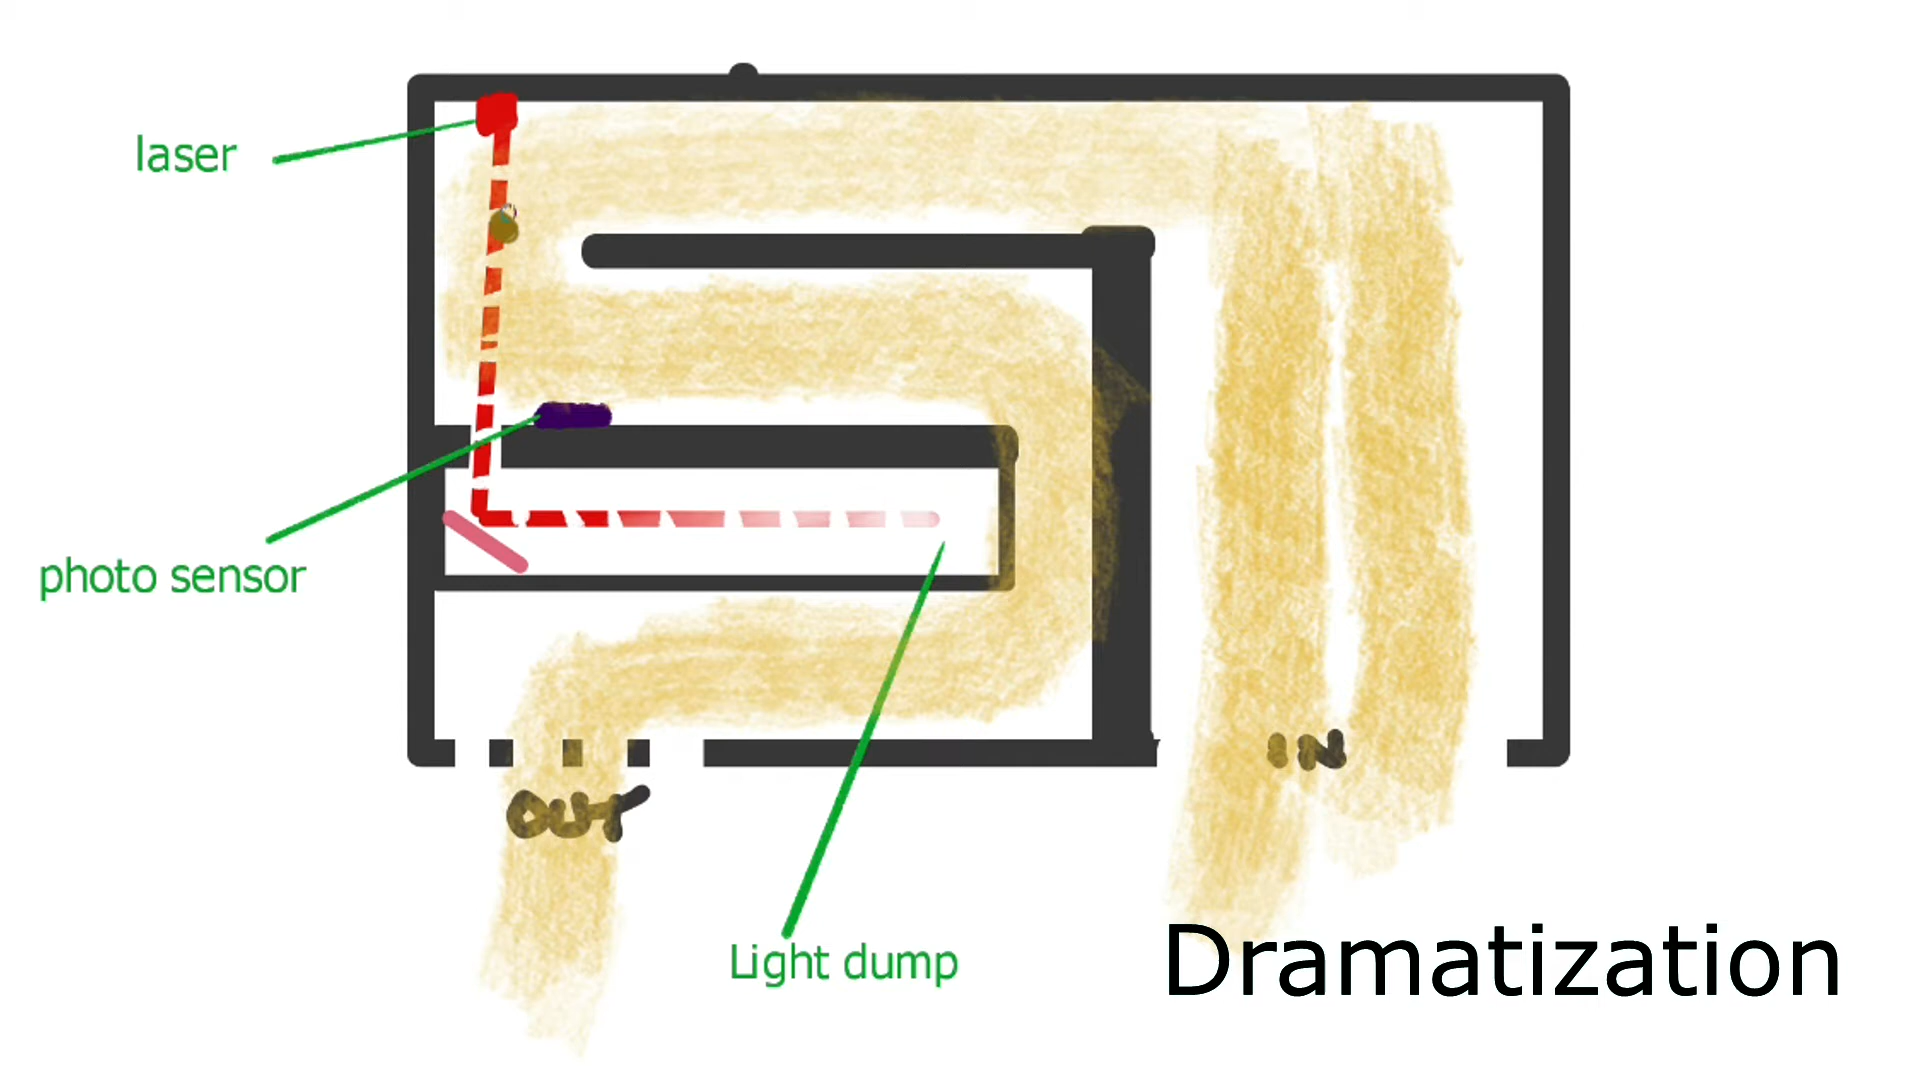 laser
photo sensor
IN
OUT
Light dump
Dramatization